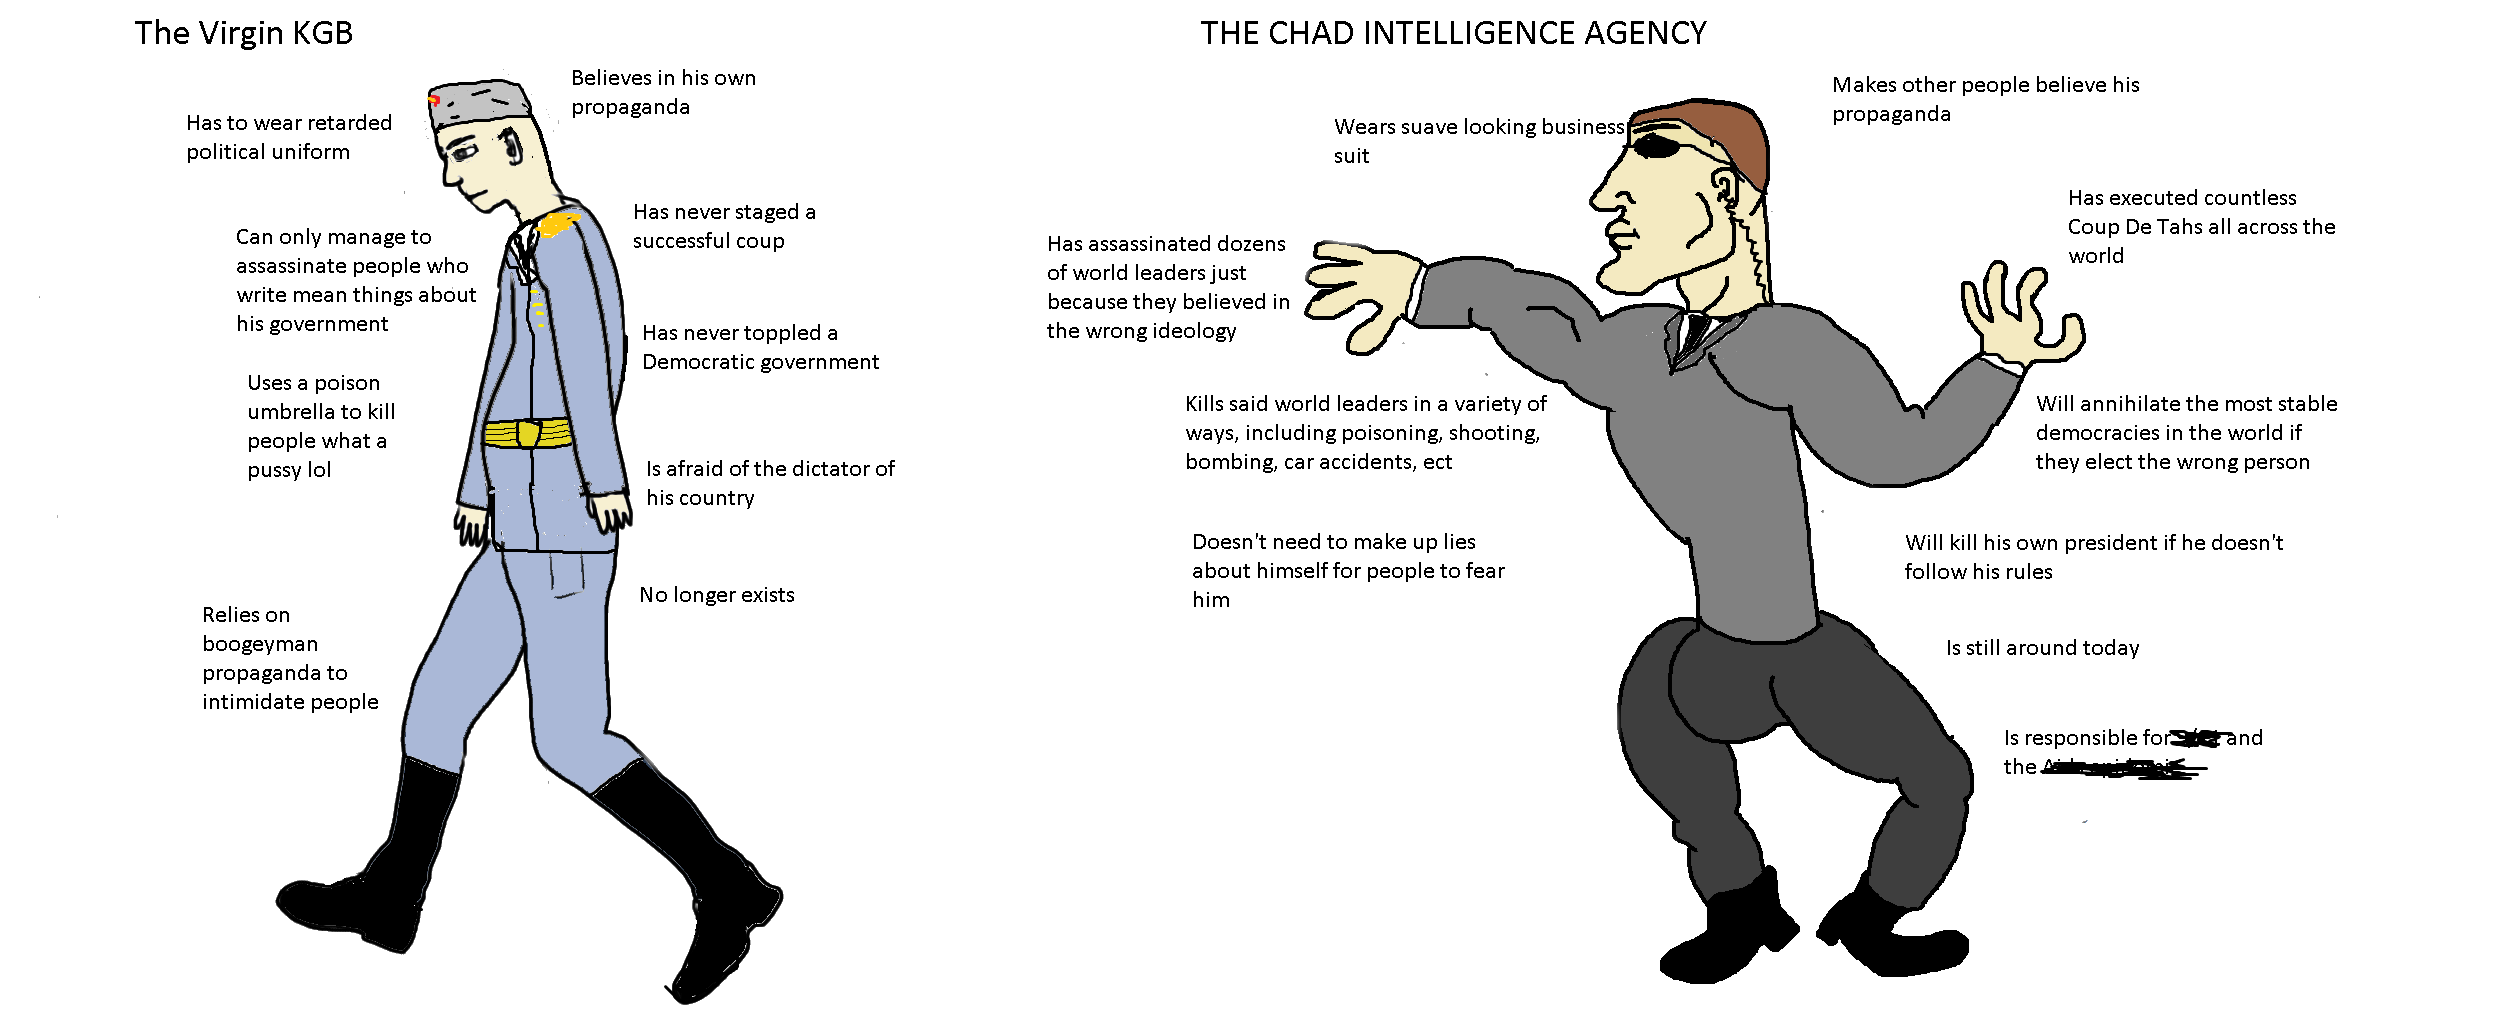 The Virgin KGB
Believes in his own
propaganda
Has to wear retarded
political uniform
Has never staged a
successful coup
Can only manage to
assassinate people who
write mean things about
his government
Has never toppled a
Democratic government
Uses a poison
umbrella to kill
people what a
pussy lol
Is afraid of the dictator of
his country
No longer exists
Relies on
boogeyman
propaganda to
intimidate people
THE CHAD INTELLIGENCE AGENCY
Makes other people believe his
propaganda
Wears suave looking business
suit
Has executed countless
Coup De Tahs all across the
world
Has assassinated dozens
of world leaders just
because they believed in
the wrong ideology
Kills said world leaders in a variety of
ways, including poisoning, shooting,
bombing, car accidents, ect
Will annihilate the most stable
democracies in the world if
they elect the wrong person
Doesn't need to make up lies
about himself for people to fear
him
Will kill his own president if he doesn't
follow his rules
Is still around today
Is responsible for and
the